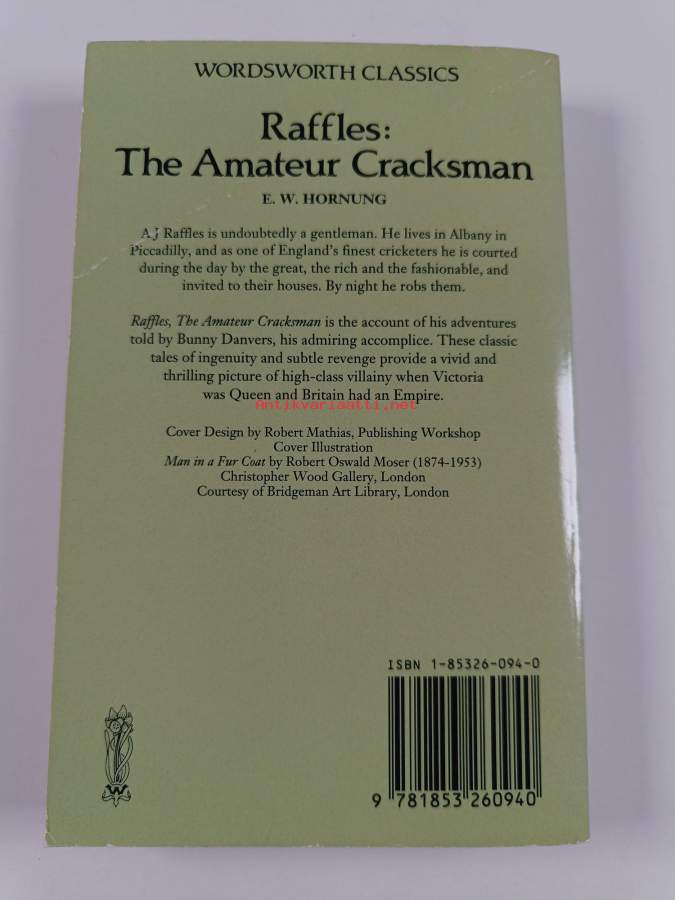 WORDSWORTH CLASSICS
Raffles:
The Amateur Cracksman
E. W. HORNUNG
AJ Raffles is undoubtedly a gentleman. He lives in Albany in
Piccadilly, and as one of England's finest cricketers he is courted
during the day by the great, the rich and the fashionable, and
invited to their houses. By night he robs them.
Raffles, The Amateur Cracksman is the account of his adventures
told by Bunny Danvers, his admiring accomplice. These classic
tales of ingenuity and subtle revenge provide a vivid and
thrilling picture of high-class villainy when Victoria
was Queen and Britain had an Empire.
Antikvariaatti.net
Cover Design by Robert Mathias, Publishing Workshop
Cover Illustration
Man in a Fur Coat by Robert Oswald Moser (1874-1953)
Christopher Wood Gallery, London
Courtesy of Bridgeman Art Library, London
ISBN 1-85326-094-0
W
9 781853 260940